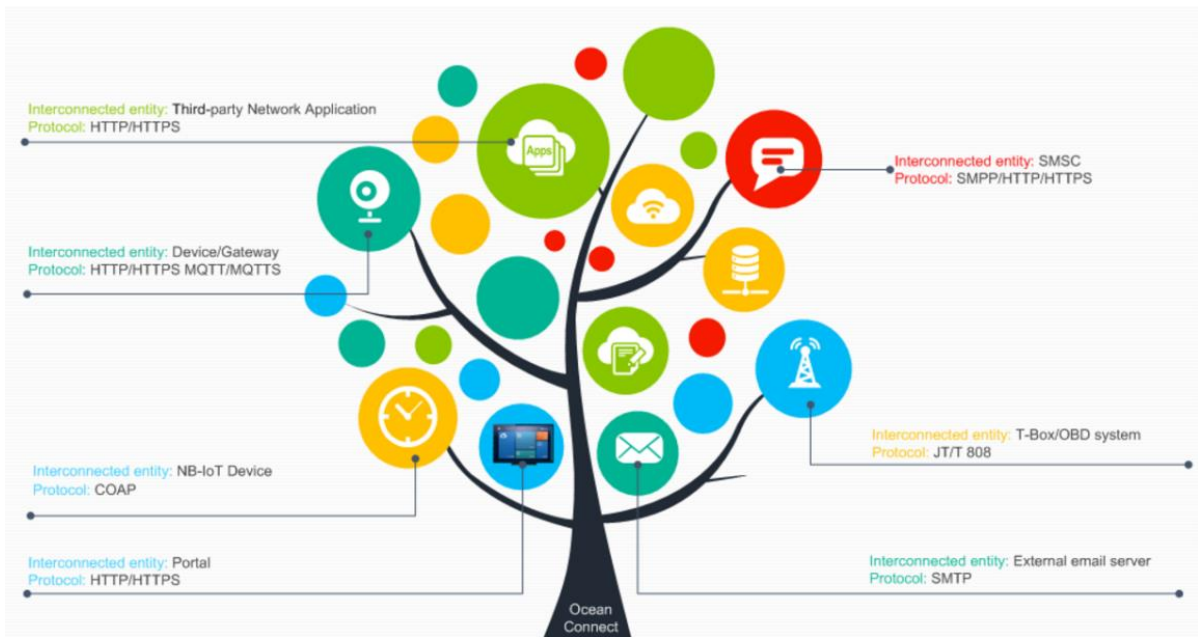 Interconnected entity: Third-party Network Application
Protocol: HTTP/HTTPS
Apps
Interconnected entity: SMSC
Protocol: SMPP/HTTP/HTTPS
Interconnected entity: Device/Gateway
Protocol: HTTP/HTTPS MQTT/MQTTS
Interconnected entity: T-Box/OBD system
Protocol: JT/T 808
Interconnected entity: NB-IoT Device
Protocol: COAP
Interconnected entity: Portal
Protocol: HTTP/HTTPS
Interconnected entity: External email server
Protocol: SMTP
Ocean
Connect